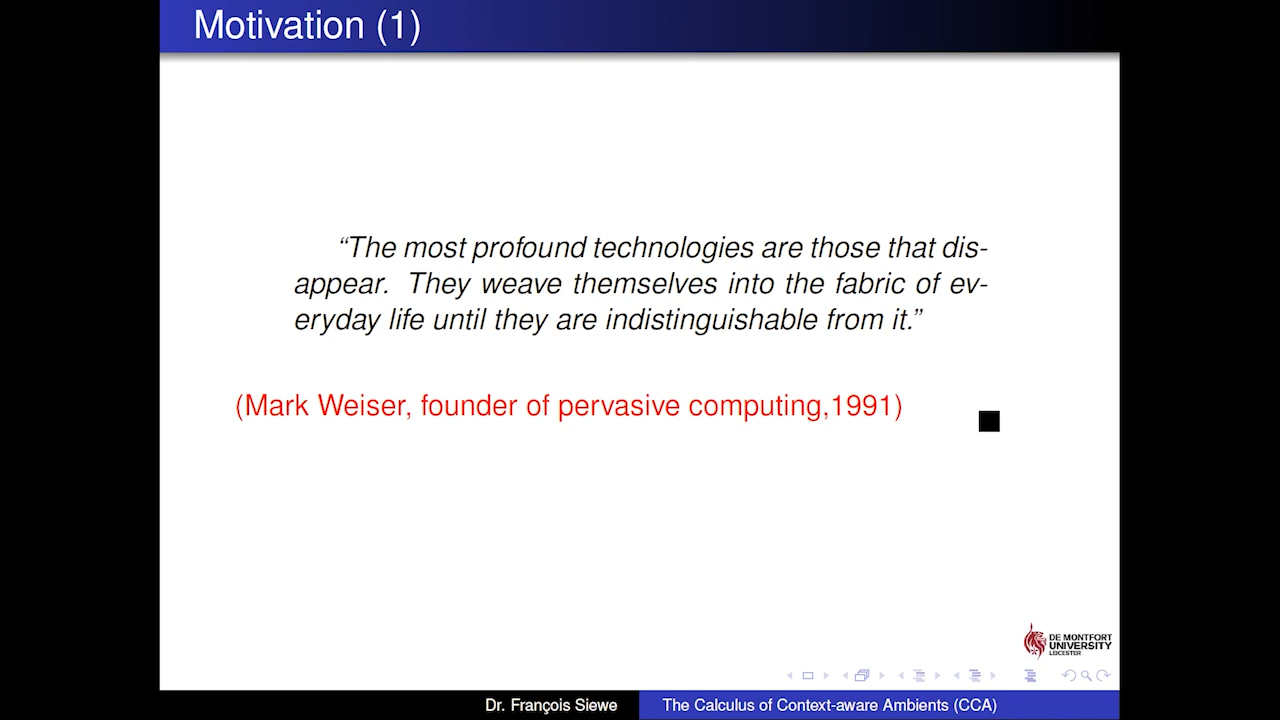 Motivation (1)
“The most profound technologies are those that dis-
appear. They weave themselves into the fabric of ev-
eryday life until they are indistinguishable from it.”
(Mark Weiser, founder of pervasive computing,1991)
DE MONTFORT
UNIVERSITY
LEICESTER
Dr. François Siewe
The Calculus of Context-aware Ambients (CCA)